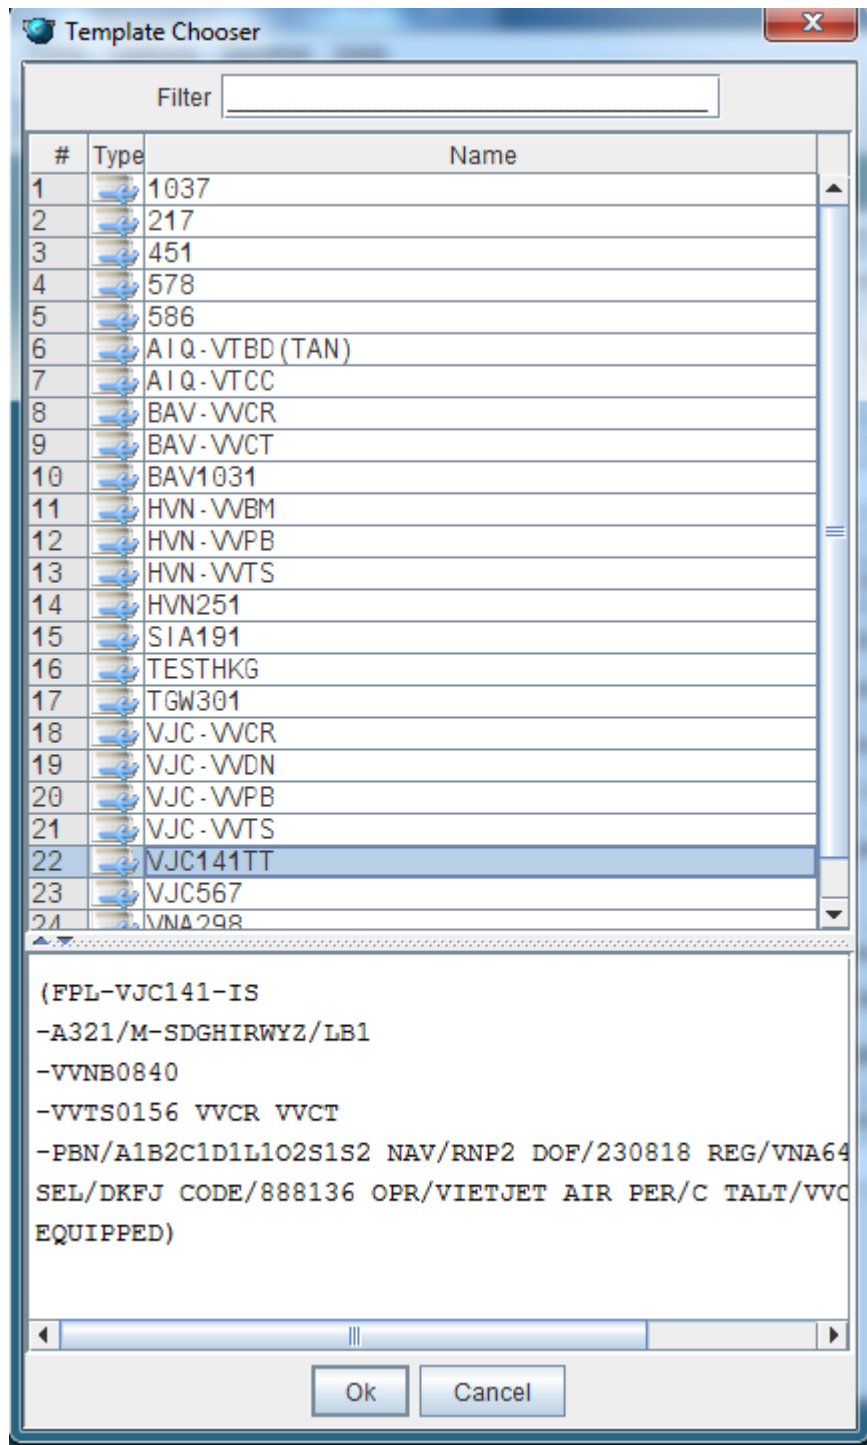 Template Chooser
Filter
# Type Name
1 1037
2 217
3 451
4 578
5 586
6 AIQ-VTBD(TAN)
7 AIQ-VTCC
8 BAV-VVCR
9 BAV-VVCT
10 BAV1031
11 HVN-VVBM
12 HVN-VVPB
13 HVN-VVTS
14 HVN251
15 SIA191
16 TESTHKG
17 TGW301
18 VJC-VVCR
19 VJC-VVDN
20 VJC-VVPB
21 VJC-VVTS
22 VJC141TT
23 VJC567
24 VNA298
(FPL-VJC141-IS
-A321/M-SDGHIRWYZ/LB1
-VVNB0840
-VVTS0156 VVCR VVCT
-PBN/A1B2C1D1L1O2S1S2 NAV/RNP2 DOF/230818 REG/VNA64
SEL/DKFJ CODE/888136 OPR/VIETJET AIR PER/C TALT/VVC
EQUIPPED)
Ok Cancel